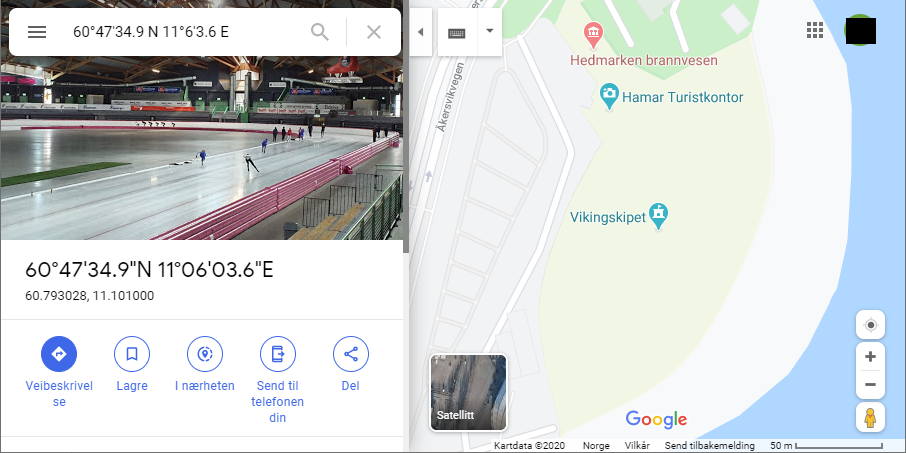 60°47'34.9 N 11°6'3.6 E
60°47'34.9"N 11°06'03.6"E
60.793028, 11.101000
Veibeskrivel
se
Lagre
I nærheten
Send til
telefonen
din
Del
Hedmarken brannvesen
Hamar Turistkontor
Åkersvikvegen
Vikingskipet
Satellitt
Google
Kartdata ©2020 Norge Vilkår Send tilbakemelding 50 m